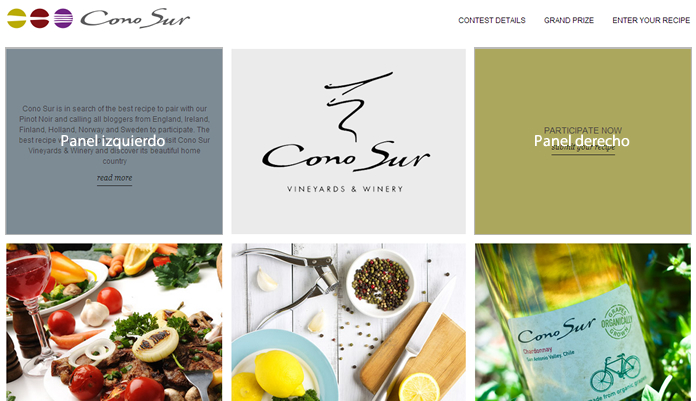 Cono Sur
CONTEST DETAILS GRAND PRIZE ENTER YOUR RECIPE
Cono Sur is in search of the best recipe to pair with our
Pinot Noir and calling all bloggers from England, Ireland,
Finland, Holland, Norway and Sweden to participate. The
best recipe visit Cono Sur
Panel izquierdo
Vineyards & Winery and discover its beautiful home
country
read more
Cono Sur
VINEYARDS & WINERY
PARTICIPATE NOW
Panel derecho
submit your recipe
Cono Sur
Chardonnay
San Antonio Valley, Chile
GRAPES
ORGANICALLY
GROWN
made from organic grapes